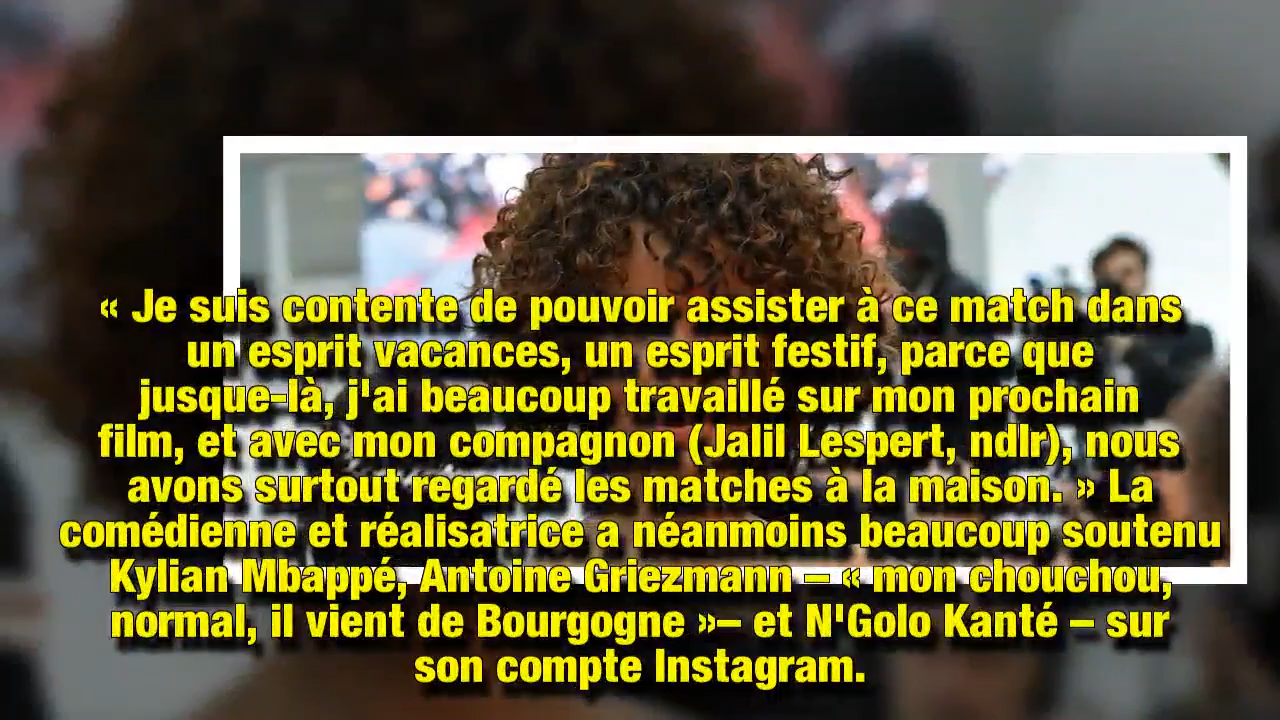 « Je suis contente de pouvoir assister à ce match dans
un esprit vacances, un esprit festif, parce que
jusque-là, j'ai beaucoup travaillé sur mon prochain
film, et avec mon compagnon (Jalil Lespert, ndlr), nous
avons surtout regardé les matches à la maison. » La
comédienne et réalisatrice a néanmoins beaucoup soutenu
Kylian Mbappé, Antoine Griezmann – « mon chouchou,
normal, il vient de Bourgogne »– et N'Golo Kanté – sur
son compte Instagram.